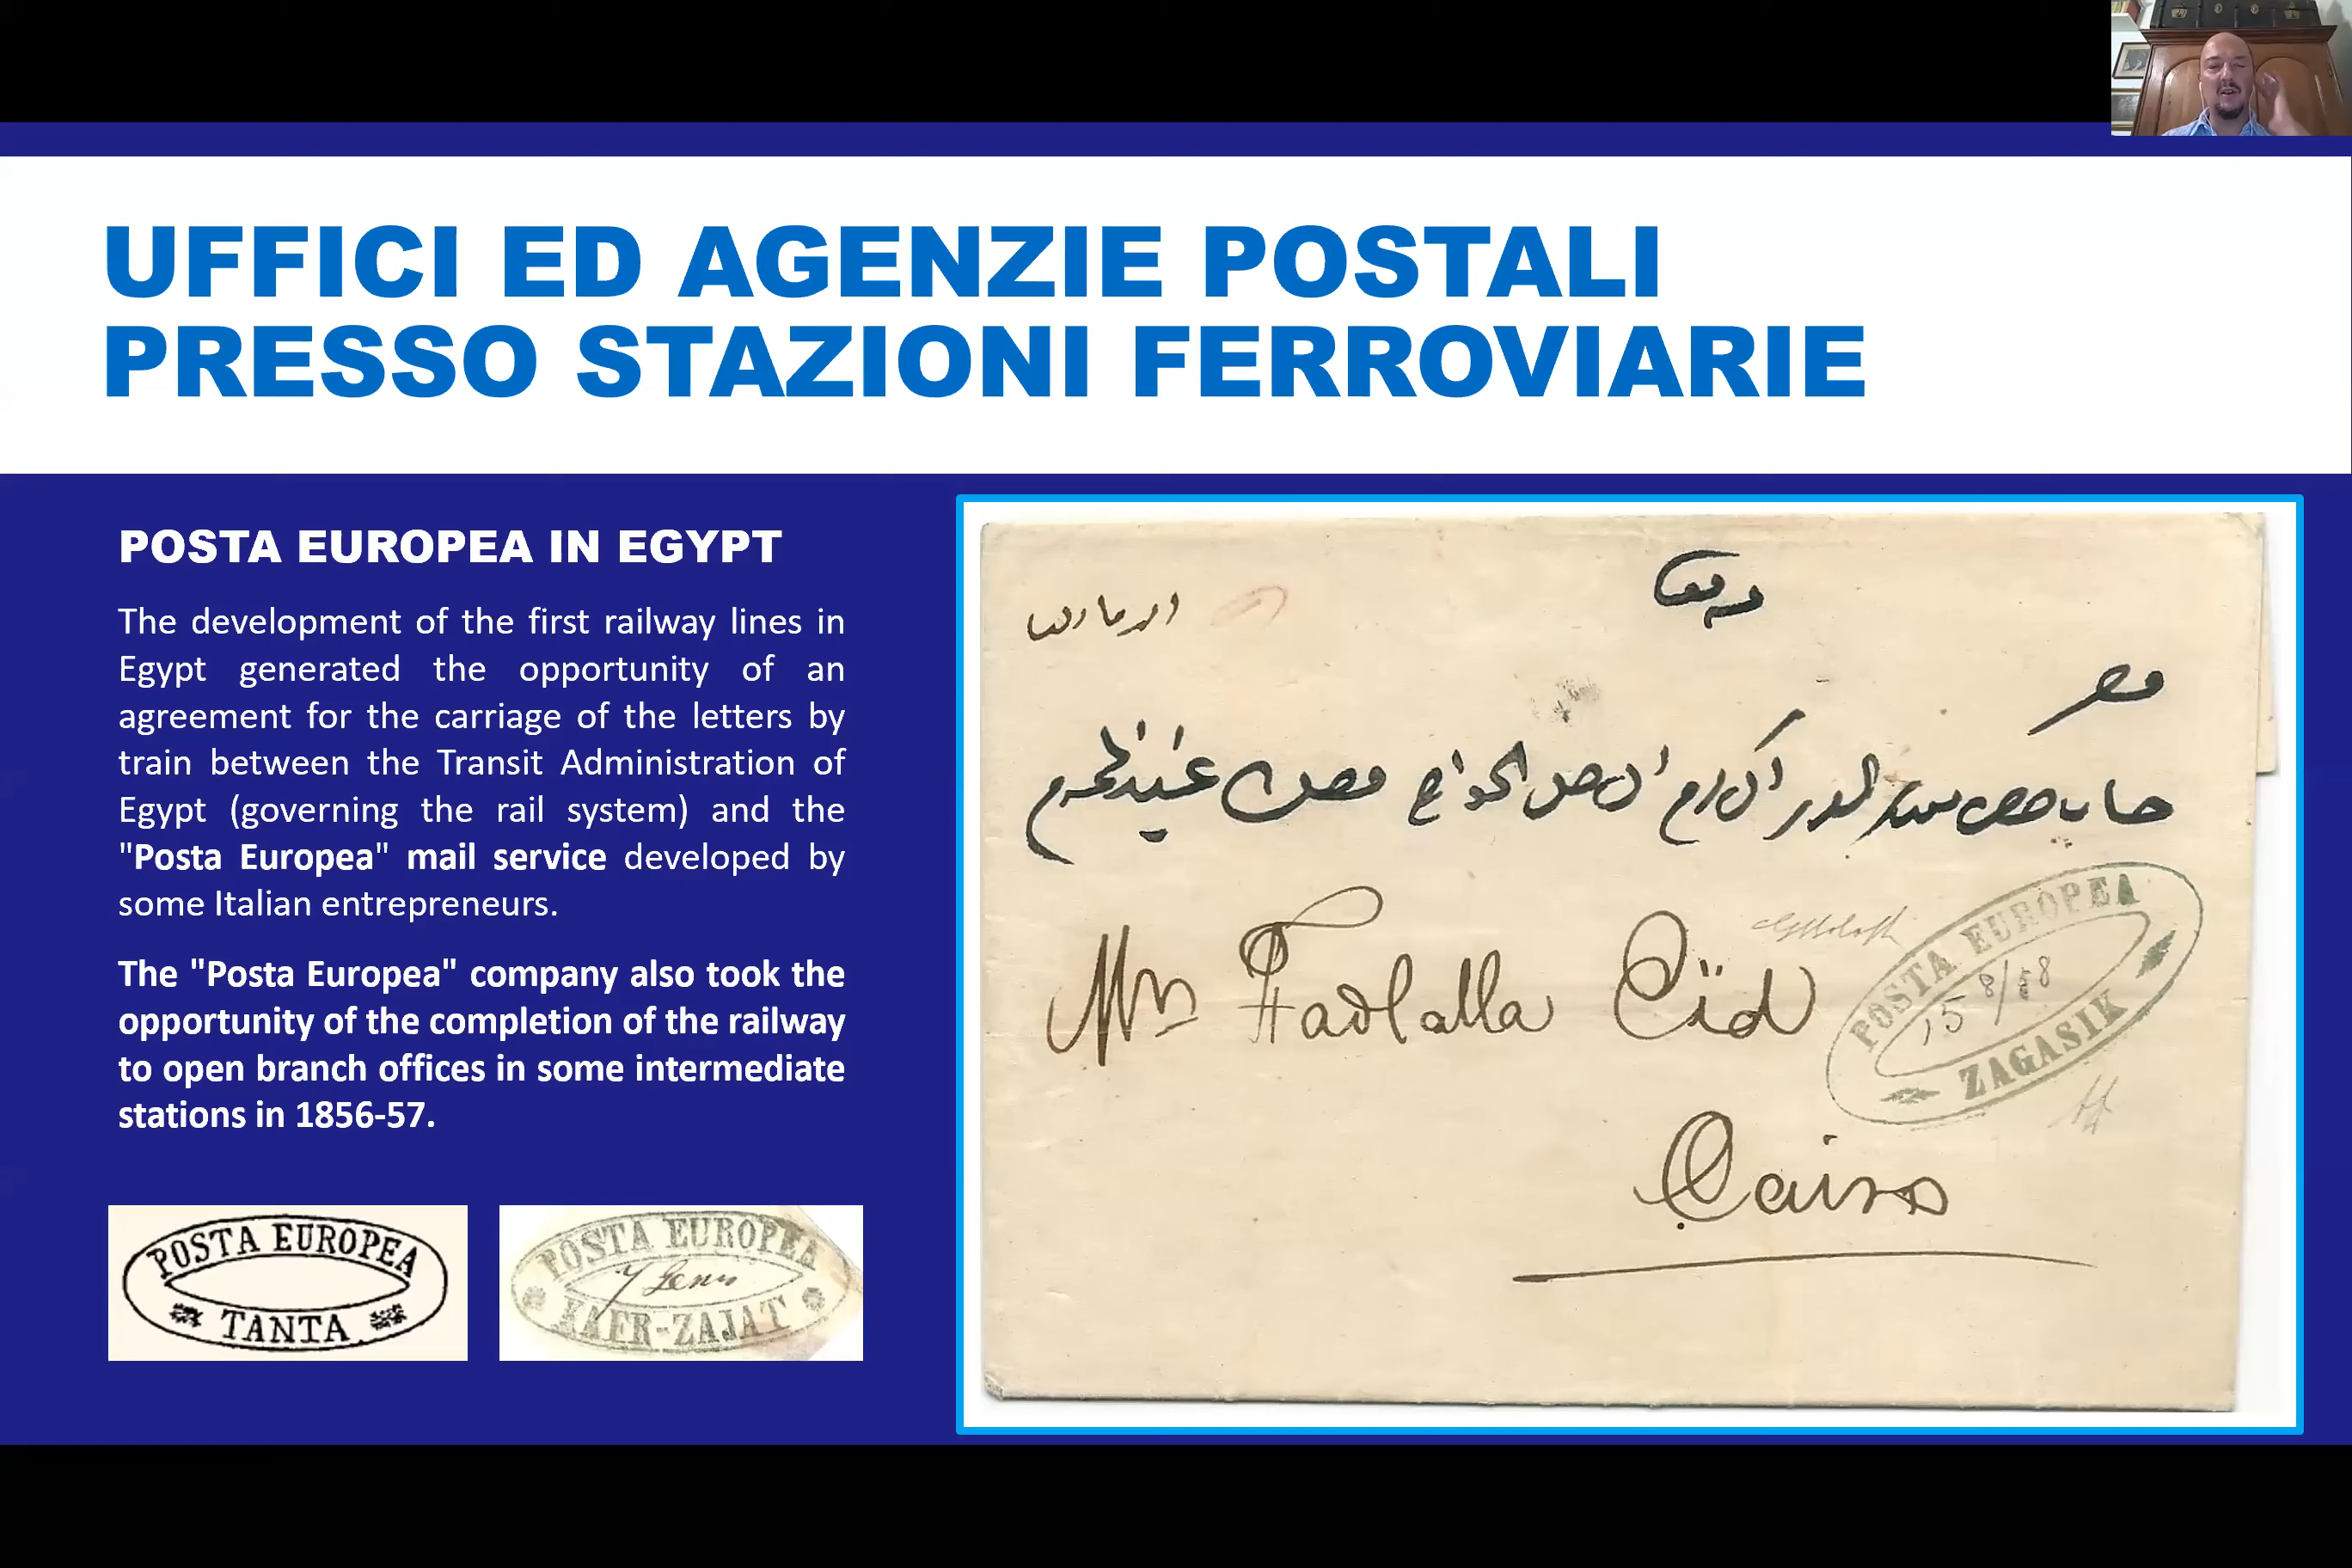 UFFICI ED AGENZIE POSTALI
PRESSO STAZIONI FERROVIARIE
POSTA EUROPEA IN EGYPT
The development of the first railway lines in
Egypt generated the opportunity of an
agreement for the carriage of the letters by
train between the Transit Administration of
Egypt (governing the rail system) and the
"Posta Europea" mail service developed by
some Italian entrepreneurs.
The "Posta Europea" company also took the
opportunity of the completion of the railway
to open branch offices in some intermediate
stations in 1856-57.
POSTA EUROPEA
TANTA
POSTA EUROPEA
KAFR-ZAJAT
مصر
Fadlalla
Cairo
POSTA EUROPEA
15 8/58
ZAGASIK